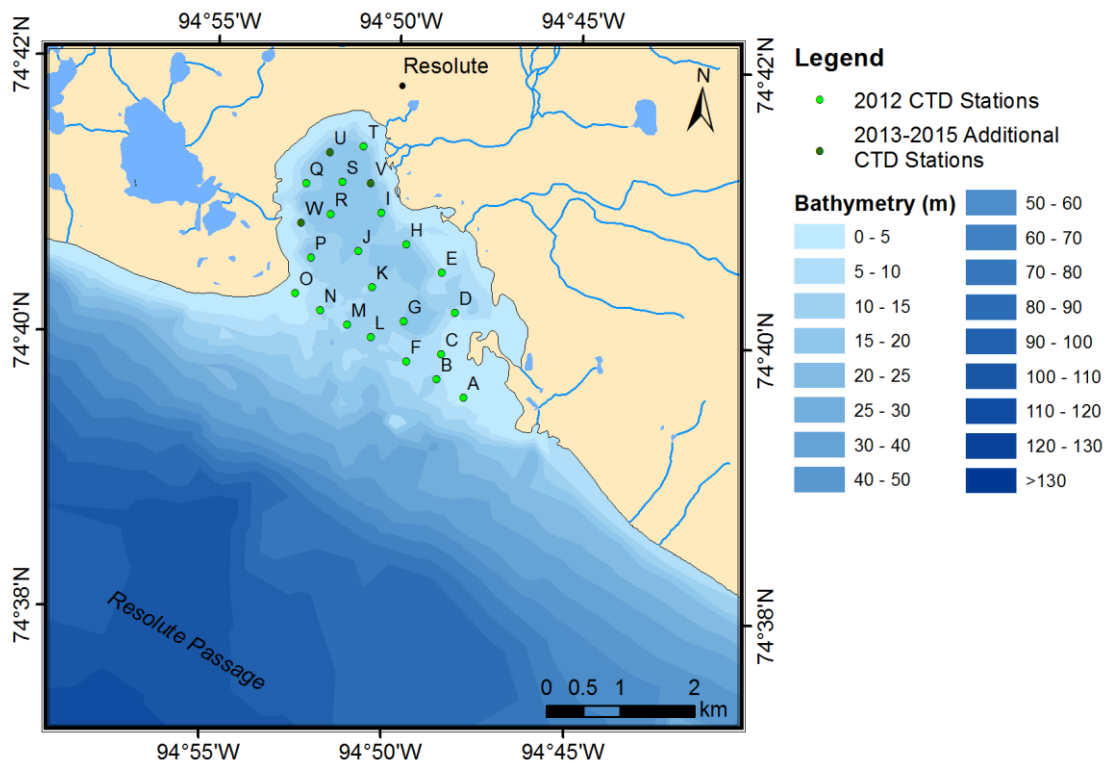 94°55'W 94°50'W 94°45'W
74°42'N
74°42'N
Resolute
N
T
U
S
Q
V
R
I
W
H
J
P
E
K
O
D
N
G
M
L
C
F
B
A
74°40'N
74°40'N
74°38'N
74°38'N
Resolute Passage
0 0.5 1 2
km
94°55'W 94°50'W 94°45'W
Legend
2012 CTD Stations
2013-2015 Additional
CTD Stations
Bathymetry (m)
0 - 5
5 - 10
10 - 15
15 - 20
20 - 25
25 - 30
30 - 40
40 - 50
50 - 60
60 - 70
70 - 80
80 - 90
90 - 100
100 - 110
110 - 120
120 - 130
>130